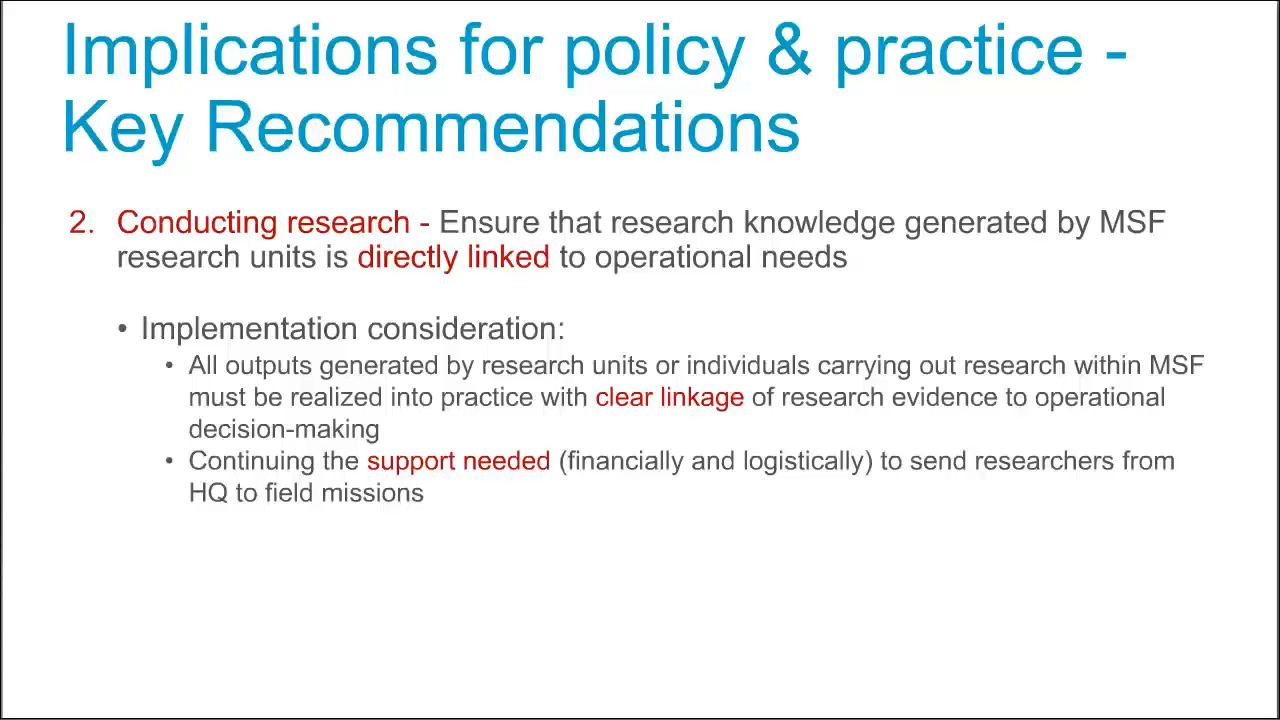 Implications for policy & practice -
Key Recommendations
2. Conducting research - Ensure that research knowledge generated by MSF
research units is directly linked to operational needs
• Implementation consideration:
• All outputs generated by research units or individuals carrying out research within MSF
must be realized into practice with clear linkage of research evidence to operational
decision-making
• Continuing the support needed (financially and logistically) to send researchers from
HQ to field missions